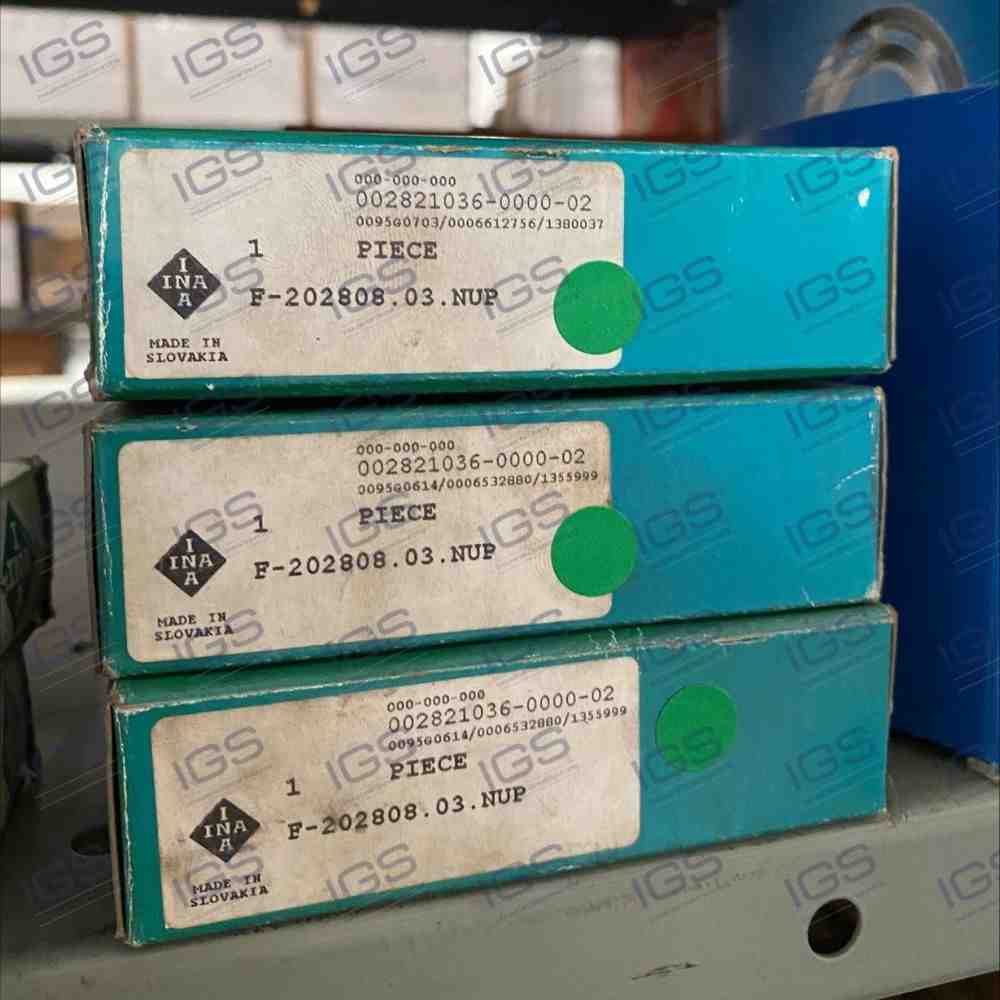 000-000-000
002821036-0000-02
0095G0703/0006612756/1380037
1 PIECE
INA
F-202808.03.NUP
MADE IN
SLOVAKIA
000-000-000
002821036-0000-02
0095G0614/0006532880/1355999
1 PIECE
INA
F-202808.03.NUP
MADE IN
SLOVAKIA
000-000-000
002821036-0000-02
0095G0614/0006532880/1355999
1 PIECE
INA
F-202808.03.NUP
MADE IN
SLOVAKIA
IGS